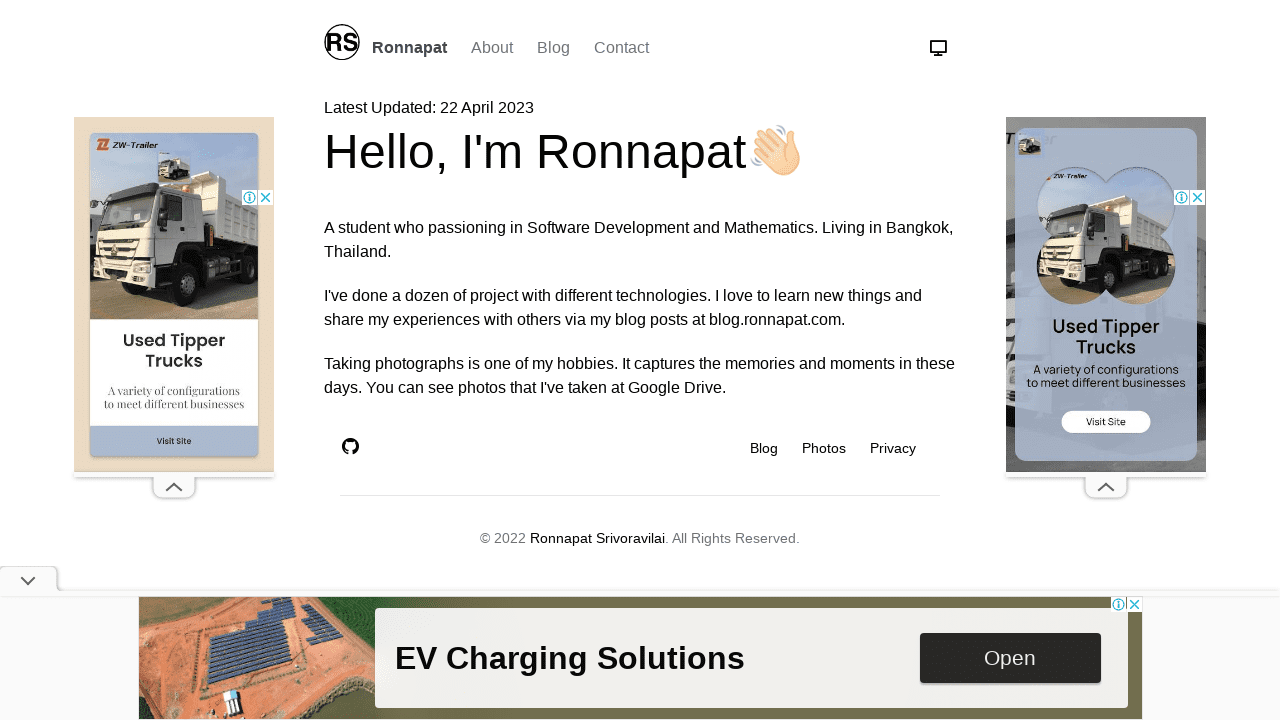 RS Ronnapat About Blog Contact
Latest Updated: 22 April 2023
Hello, I'm Ronnapat
A student who passioning in Software Development and Mathematics. Living in Bangkok,
Thailand.
I've done a dozen of project with different technologies. I love to learn new things and
share my experiences with others via my blog posts at blog.ronnapat.com.
Taking photographs is one of my hobbies. It captures the memories and moments in these
days. You can see photos that I've taken at Google Drive.
Blog Photos Privacy
© 2022 Ronnapat Srivoravilai. All Rights Reserved.
ZW-Trailer
Used Tipper
Trucks
A variety of configurations
to meet different businesses
Visit Site
ZW-Trailer
Used Tipper
Trucks
A variety of configurations
to meet different businesses
Visit Site
EV Charging Solutions
Open